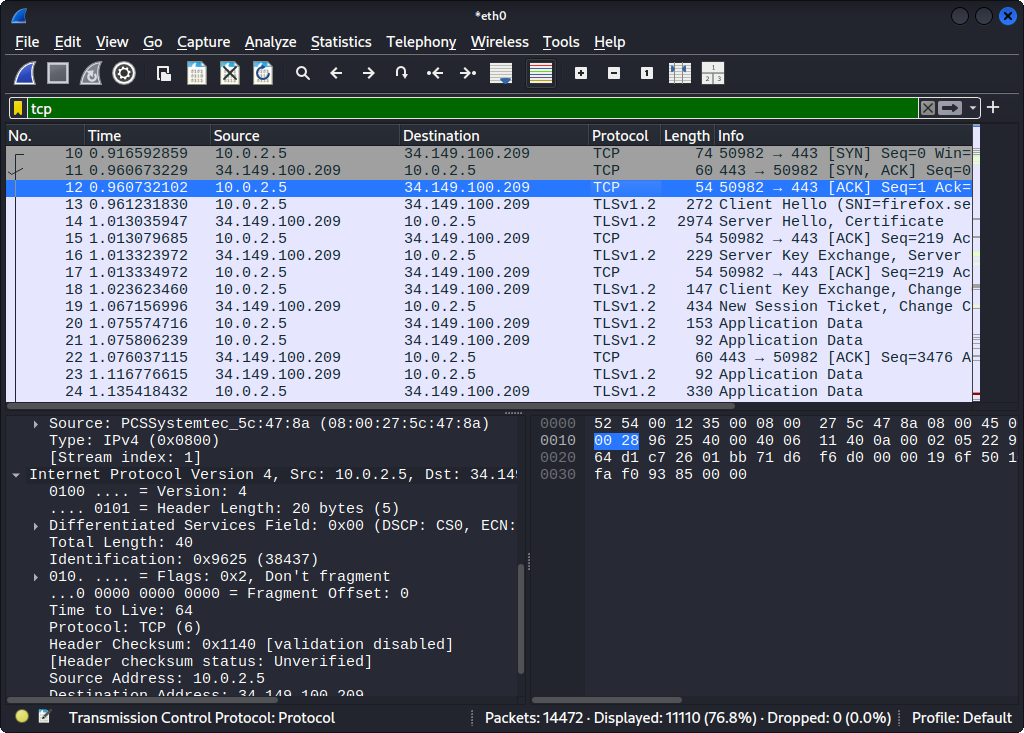 *eth0
File Edit View Go Capture Analyze Statistics Telephony Wireless Tools Help
tcp
No. Time Source Destination Protocol Length Info
10 0.916592859 10.0.2.5 34.149.100.209 TCP 74 50982 → 443 [SYN] Seq=0 Win=
11 0.960673229 34.149.100.209 10.0.2.5 TCP 60 443 → 50982 [SYN, ACK] Seq=0
12 0.960732102 10.0.2.5 34.149.100.209 TCP 54 50982 → 443 [ACK] Seq=1 Ack=
13 0.961231830 10.0.2.5 34.149.100.209 TLSv1.2 272 Client Hello (SNI=firefox.se
14 1.013035947 34.149.100.209 10.0.2.5 TLSv1.2 2974 Server Hello, Certificate
15 1.013079685 10.0.2.5 34.149.100.209 TCP 54 50982 → 443 [ACK] Seq=219 Ac
16 1.013323972 34.149.100.209 10.0.2.5 TLSv1.2 229 Server Key Exchange, Server
17 1.013334972 10.0.2.5 34.149.100.209 TCP 54 50982 → 443 [ACK] Seq=219 Ac
18 1.023623460 10.0.2.5 34.149.100.209 TLSv1.2 147 Client Key Exchange, Change
19 1.067156996 34.149.100.209 10.0.2.5 TLSv1.2 434 New Session Ticket, Change C
20 1.075574716 10.0.2.5 34.149.100.209 TLSv1.2 153 Application Data
21 1.075806239 10.0.2.5 34.149.100.209 TLSv1.2 92 Application Data
22 1.076037115 34.149.100.209 10.0.2.5 TCP 60 443 → 50982 [ACK] Seq=3476 A
23 1.116776615 34.149.100.209 10.0.2.5 TLSv1.2 92 Application Data
24 1.135418432 10.0.2.5 34.149.100.209 TLSv1.2 330 Application Data
Source: PCSSystemtec_5c:47:8a (08:00:27:5c:47:8a)
Type: IPv4 (0x0800)
[Stream index: 1]
Internet Protocol Version 4, Src: 10.0.2.5, Dst: 34.149
0100 .... = Version: 4
.... 0101 = Header Length: 20 bytes (5)
Differentiated Services Field: 0x00 (DSCP: CS0, ECN:
Total Length: 40
Identification: 0x9625 (38437)
010. .... = Flags: 0x2, Don't fragment
...0 0000 0000 0000 = Fragment Offset: 0
Time to Live: 64
Protocol: TCP (6)
Header Checksum: 0x1140 [validation disabled]
[Header checksum status: Unverified]
Source Address: 10.0.2.5
Destination Address: 34.149.100.209
0000 52 54 00 12 35 00 08 00 27 5c 47 8a 08 00 45 0
0010 00 28 96 25 40 00 40 06 11 40 0a 00 02 05 22 9
0020 64 d1 c7 26 01 bb 71 d6 f6 d0 00 00 19 6f 50 1
0030 fa f0 93 85 00 00
Transmission Control Protocol: Protocol
Packets: 14472 · Displayed: 11110 (76.8%) · Dropped: 0 (0.0%)
Profile: Default